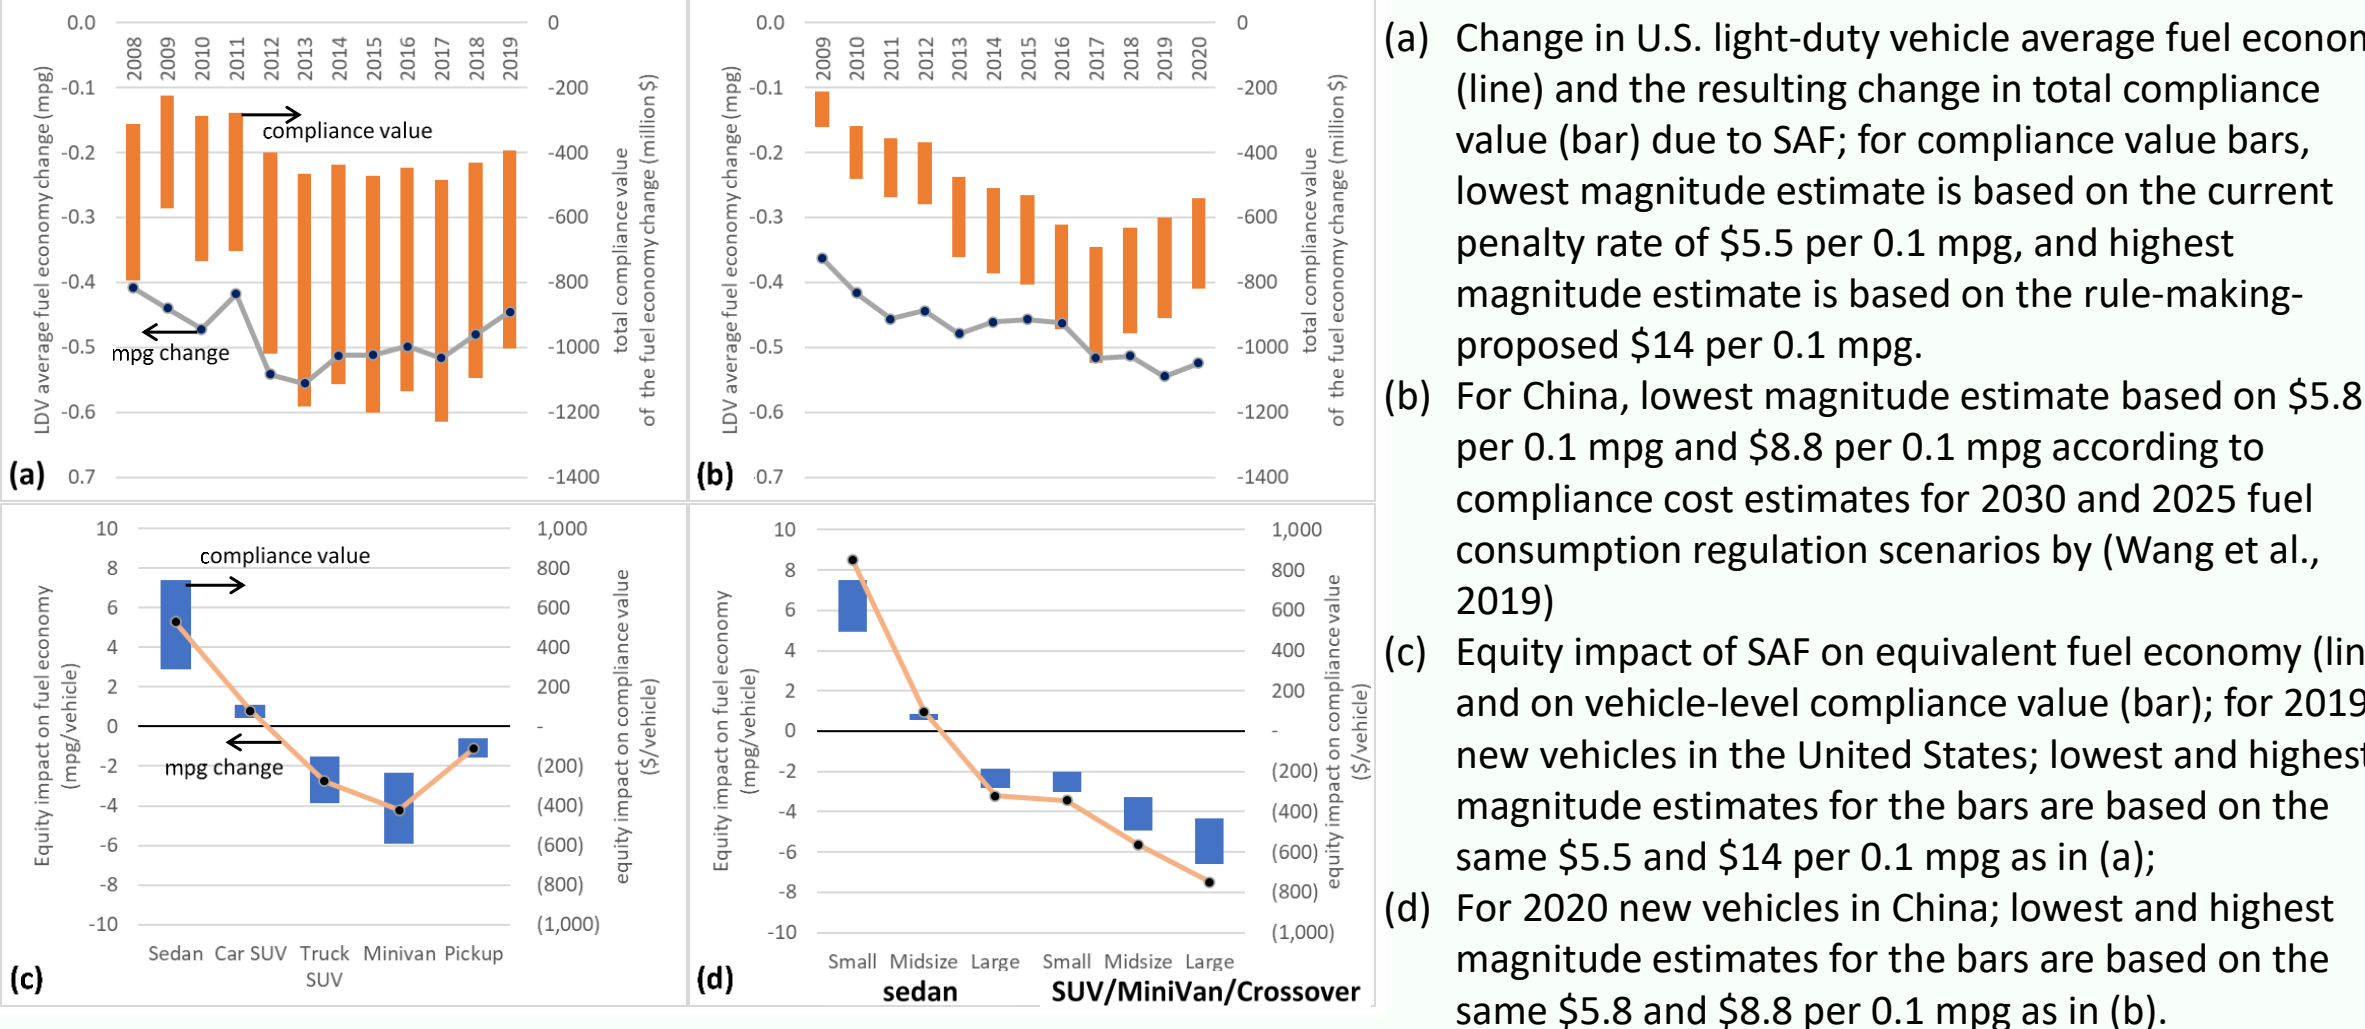 0.0
-0.1
-0.2
-0.3
-0.4
-0.5
-0.6
0.7
LDV average fuel economy change (mpg)
2008 2009 2010 2011 2012 2013 2014 2015 2016 2017 2018 2019
compliance value
mpg change
0
-200
-400
-600
-800
-1000
-1200
-1400
total compliance value
of the fuel economy change (million $)
(a)
0.0
-0.1
-0.2
-0.3
-0.4
-0.5
-0.6
0.7
LDV average fuel economy change (mpg)
2009 2010 2011 2012 2013 2014 2015 2016 2017 2018 2019 2020
0
-200
-400
-600
-800
-1000
-1200
-1400
total compliance value
of the fuel economy change (million $)
(b)
10
8
6
4
2
0
-2
-4
-6
-8
-10
Equity impact on fuel economy
(mpg/vehicle)
compliance value
mpg change
1,000
800
600
400
200
-
(200)
(400)
(600)
(800)
(1,000)
equity impact on compliance value
($/vehicle)
Sedan Car SUV Truck Minivan Pickup
SUV
(c)
10
8
6
4
2
0
-2
-4
-6
-8
-10
Equity impact on fuel economy
(mpg/vehicle)
1,000
800
600
400
200
-
(200)
(400)
(600)
(800)
(1,000)
equity impact on compliance value
($/vehicle)
Small Midsize Large Small Midsize Large
sedan SUV/MiniVan/Crossover
(d)
(a) Change in U.S. light-duty vehicle average fuel econom
(line) and the resulting change in total compliance
value (bar) due to SAF; for compliance value bars,
lowest magnitude estimate is based on the current
penalty rate of $5.5 per 0.1 mpg, and highest
magnitude estimate is based on the rule-making-
proposed $14 per 0.1 mpg.
(b) For China, lowest magnitude estimate based on $5.8
per 0.1 mpg and $8.8 per 0.1 mpg according to
compliance cost estimates for 2030 and 2025 fuel
consumption regulation scenarios by (Wang et al.,
2019)
(c) Equity impact of SAF on equivalent fuel economy (lin
and on vehicle-level compliance value (bar); for 2019
new vehicles in the United States; lowest and highest
magnitude estimates for the bars are based on the
same $5.5 and $14 per 0.1 mpg as in (a);
(d) For 2020 new vehicles in China; lowest and highest
magnitude estimates for the bars are based on the
same $5.8 and $8.8 per 0.1 mpg as in (b).